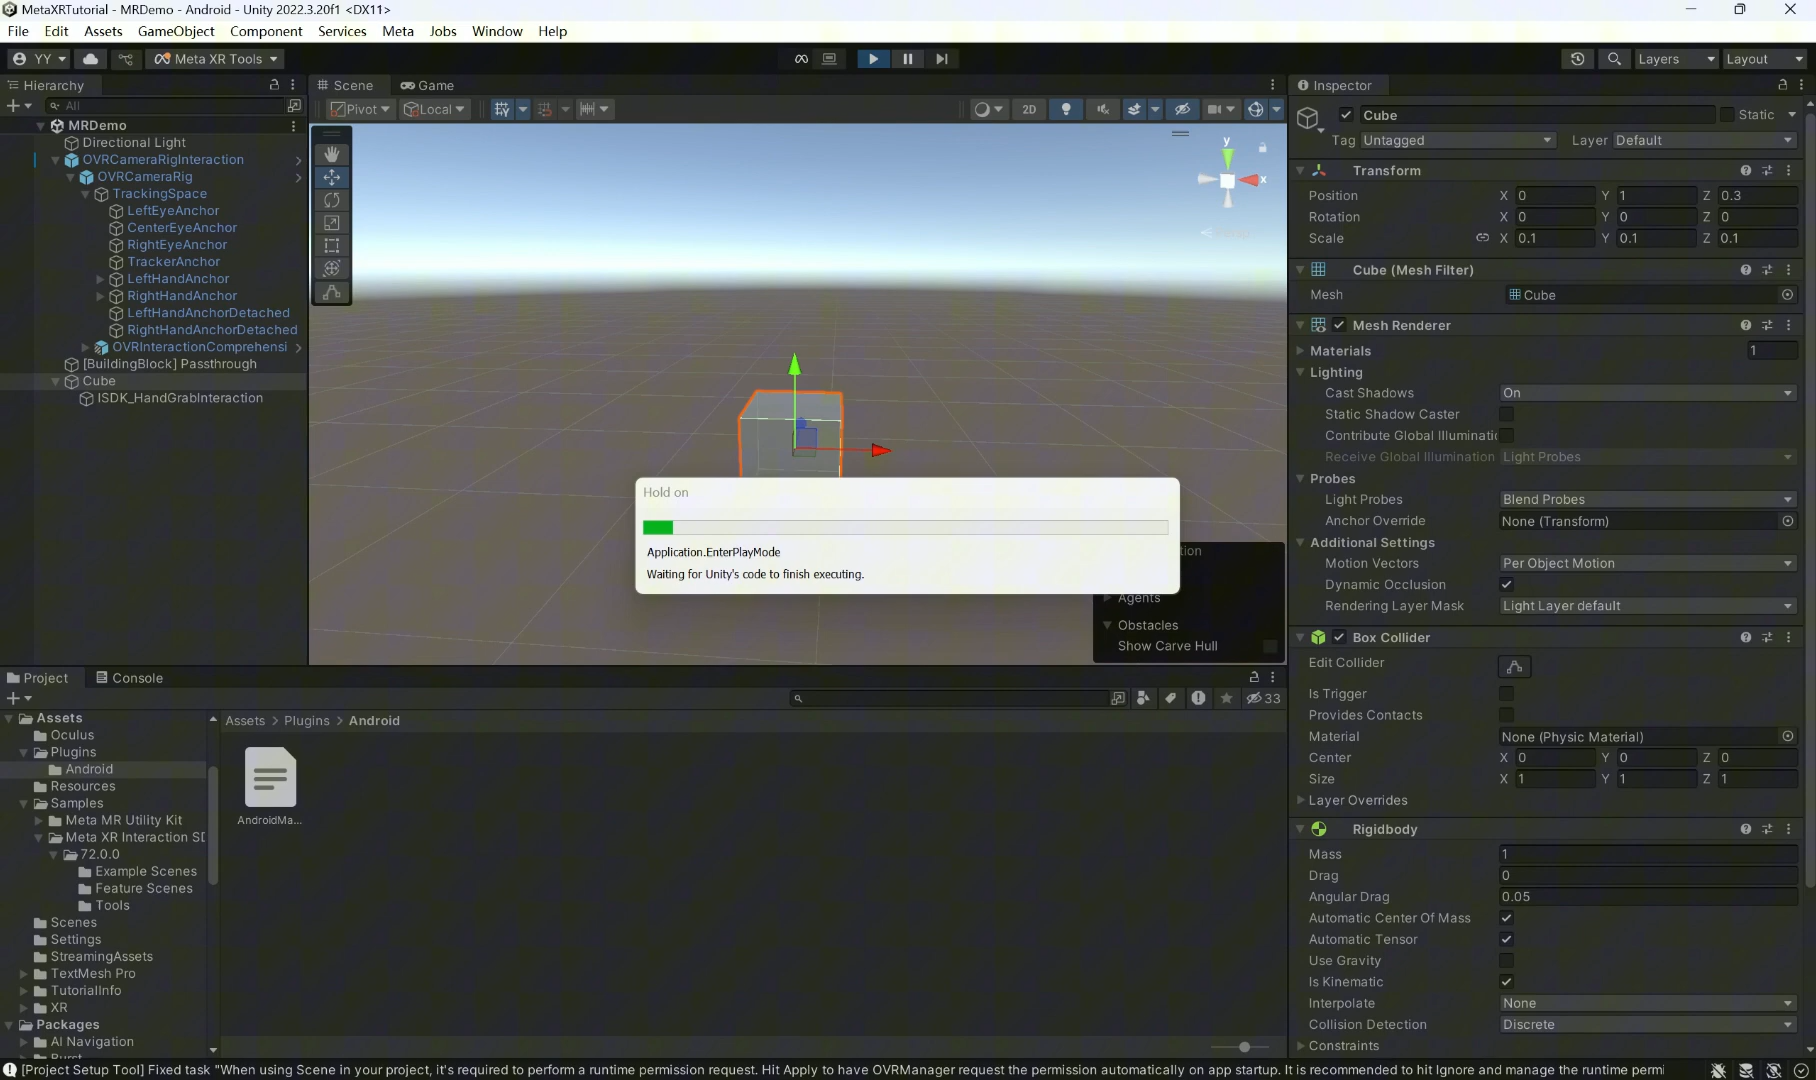 MetaXRTutorial - MRDemo - Android - Unity 2022.3.20f1 <DX11>
File Edit Assets GameObject Component Services Meta Jobs Window Help
YY Meta XR Tools Layers Layout
Hierarchy
All
MRDemo
Directional Light
OVRCameraRigInteraction
OVRCameraRig
TrackingSpace
LeftEyeAnchor
CenterEyeAnchor
RightEyeAnchor
TrackerAnchor
LeftHandAnchor
RightHandAnchor
LeftHandAnchorDetached
RightHandAnchorDetached
OVRInteractionComprehensi
[BuildingBlock] Passthrough
Cube
ISDK_HandGrabInteraction
Scene Game
Pivot Local 2D
y
x
Hold on
Application.EnterPlayMode
Waiting for Unity's code to finish executing.
tion
Agents
Obstacles
Show Carve Hull
Inspector
Cube Static
Tag Untagged Layer Default
Transform
Position X 0 Y 1 Z 0.3
Rotation X 0 Y 0 Z 0
Scale X 0.1 Y 0.1 Z 0.1
Cube (Mesh Filter)
Mesh Cube
Mesh Renderer
Materials 1
Lighting
Cast Shadows On
Static Shadow Caster
Contribute Global Illuminati
Receive Global Illumination Light Probes
Probes
Light Probes Blend Probes
Anchor Override None (Transform)
Additional Settings
Motion Vectors Per Object Motion
Dynamic Occlusion
Rendering Layer Mask Light Layer default
Box Collider
Edit Collider
Is Trigger
Provides Contacts
Material None (Physic Material)
Center X 0 Y 0 Z 0
Size X 1 Y 1 Z 1
Layer Overrides
Rigidbody
Mass 1
Drag 0
Angular Drag 0.05
Automatic Center Of Mass
Automatic Tensor
Use Gravity
Is Kinematic
Interpolate None
Collision Detection Discrete
Constraints
Project Console
33
Assets
Oculus
Plugins
Android
Resources
Samples
Meta MR Utility Kit
Meta XR Interaction SD
72.0.0
Example Scenes
Feature Scenes
Tools
Scenes
Settings
StreamingAssets
TextMesh Pro
TutorialInfo
XR
Packages
AI Navigation
Burst
Assets > Plugins > Android
AndroidMa...
[Project Setup Tool] Fixed task "When using Scene in your project, it's required to perform a runtime permission request. Hit Apply to have OVRManager request the permission automatically on app startup. It is recommended to hit Ignore and manage the runtime permi